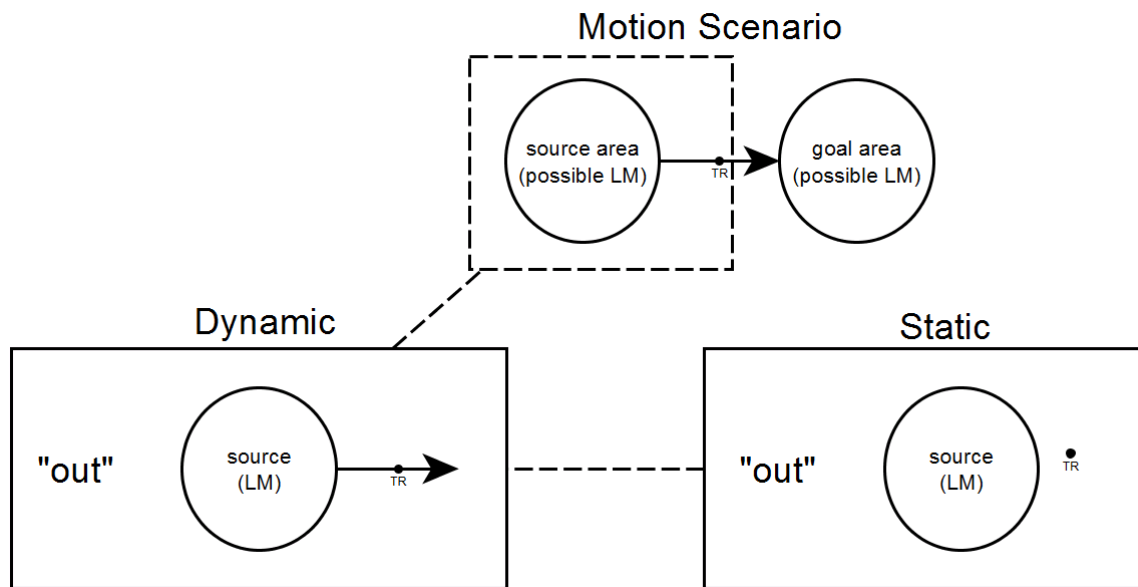 Motion Scenario
source area
(possible LM)
TR
goal area
(possible LM)
Dynamic
"out"
source
(LM)
TR
Static
"out"
source
(LM)
TR